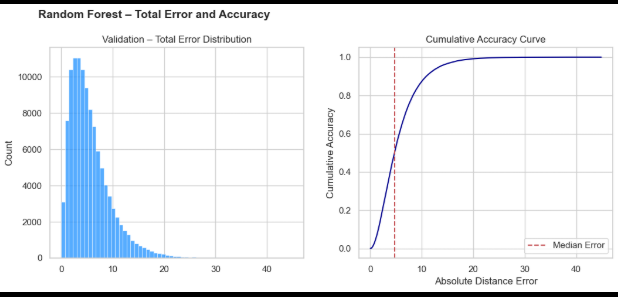 Random Forest – Total Error and Accuracy
Validation – Total Error Distribution
Count
10000
8000
6000
4000
2000
0
0 10 20 30 40
Cumulative Accuracy Curve
Cumulative Accuracy
1.0
0.8
0.6
0.4
0.2
0.0
Median Error
0 10 20 30 40
Absolute Distance Error